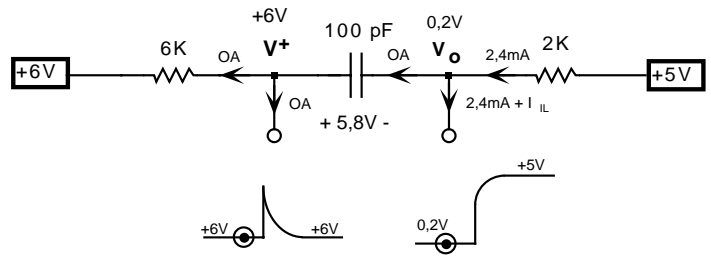 +6V 0,2V
100 pF
6K OA V+ OA Vo 2,4mA 2K
+6V +5V
OA 2,4mA + I IL
+ 5,8V -
+5V
+6V +6V 0,2V